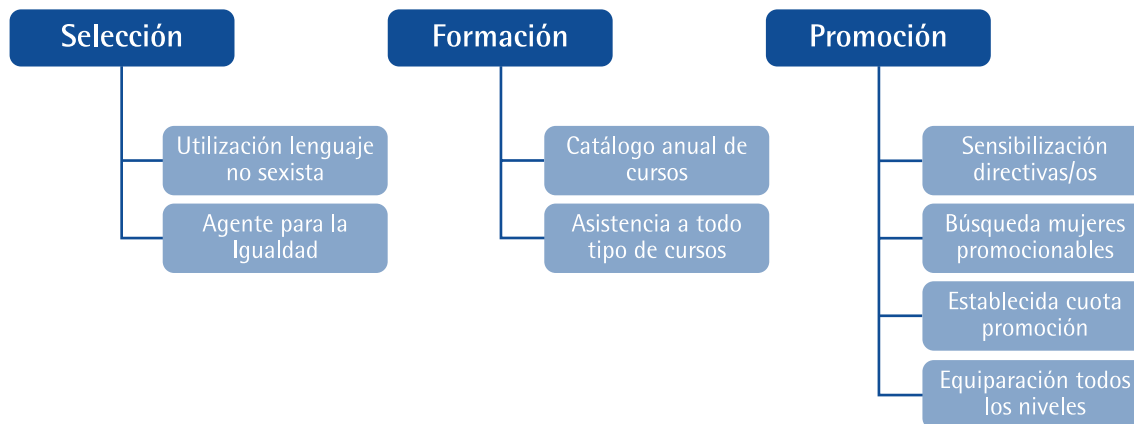 Selección
Utilización lenguaje
no sexista
Agente para la
Igualdad
Formación
Catálogo anual de
cursos
Asistencia a todo
tipo de cursos
Promoción
Sensibilización
directivas/os
Búsqueda mujeres
promocionables
Establecida cuota
promoción
Equiparación todos
los niveles